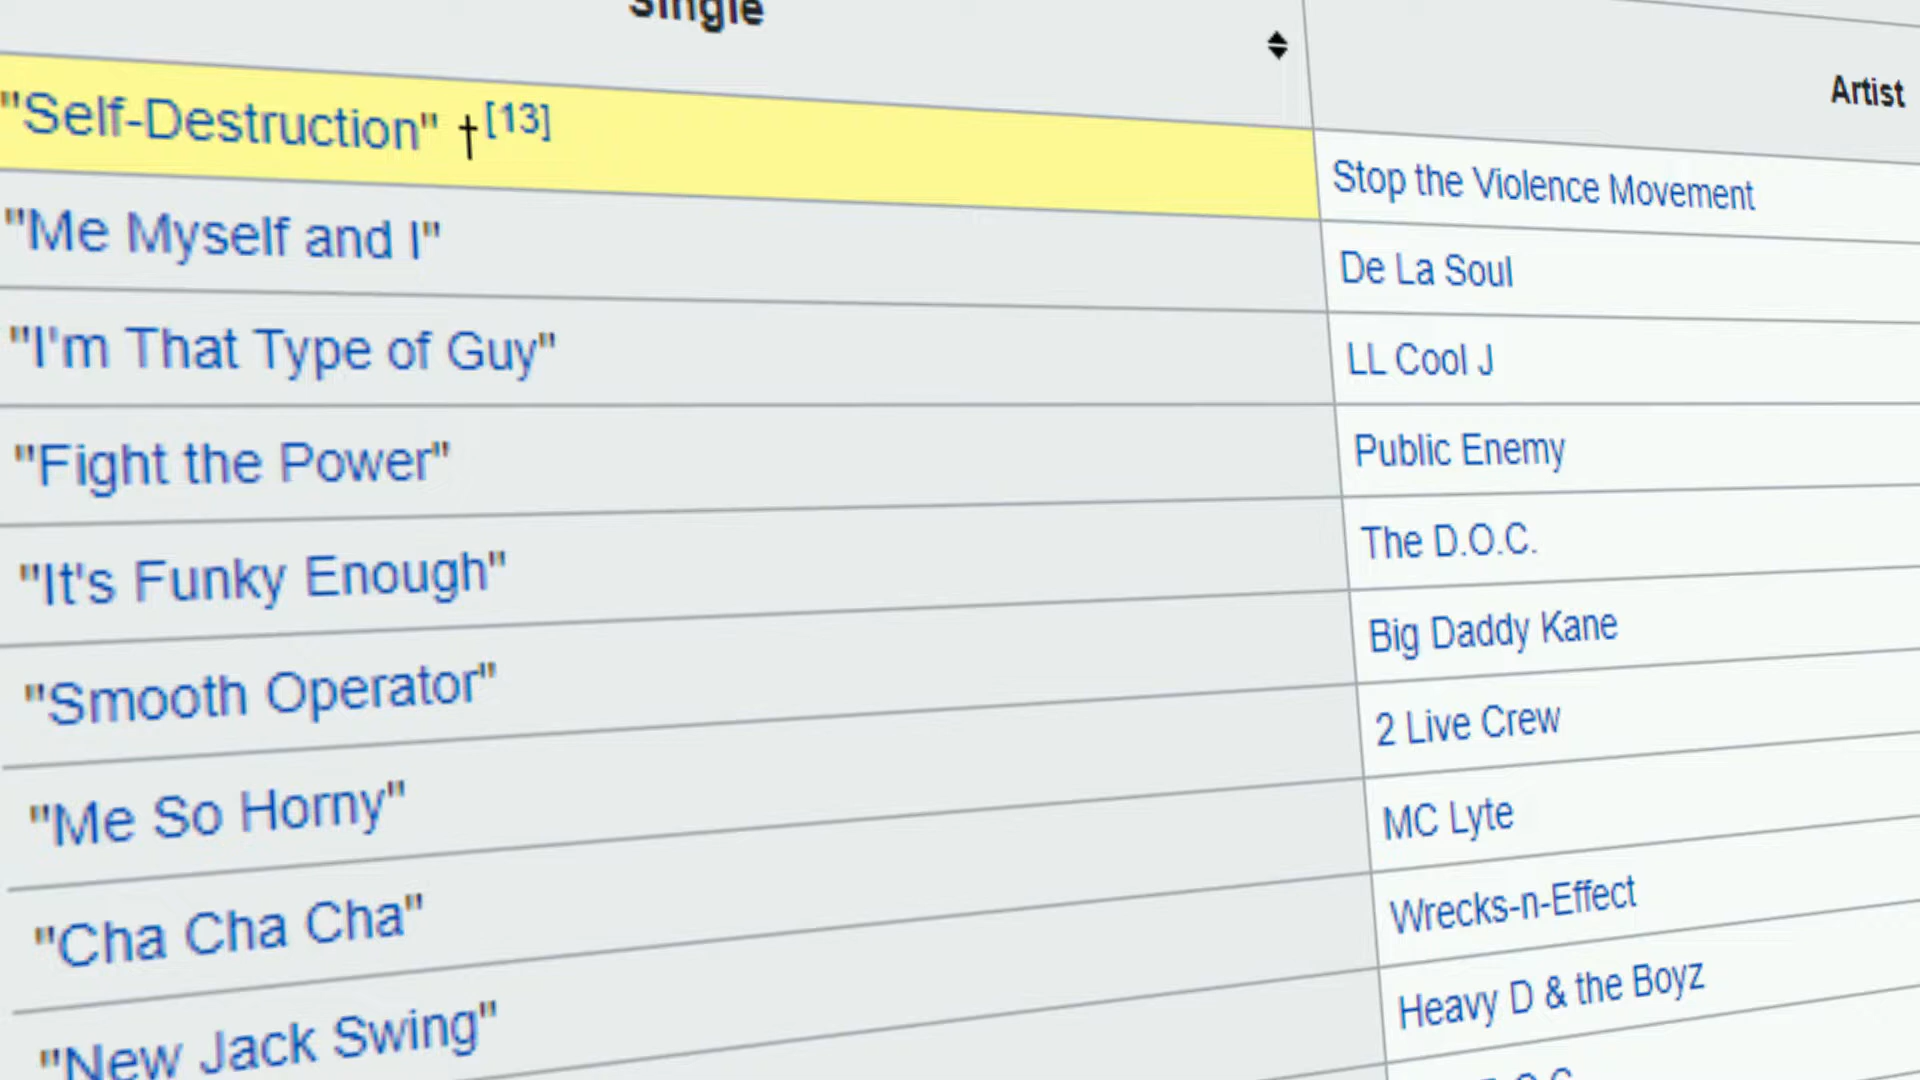 Single
Artist
"Self-Destruction" †[13]
Stop the Violence Movement
"Me Myself and I"
De La Soul
"I'm That Type of Guy"
LL Cool J
"Fight the Power"
Public Enemy
"It's Funky Enough"
The D.O.C.
"Smooth Operator"
Big Daddy Kane
"Me So Horny"
2 Live Crew
"Cha Cha Cha"
MC Lyte
"New Jack Swing"
Wrecks-n-Effect
Heavy D & the Boyz